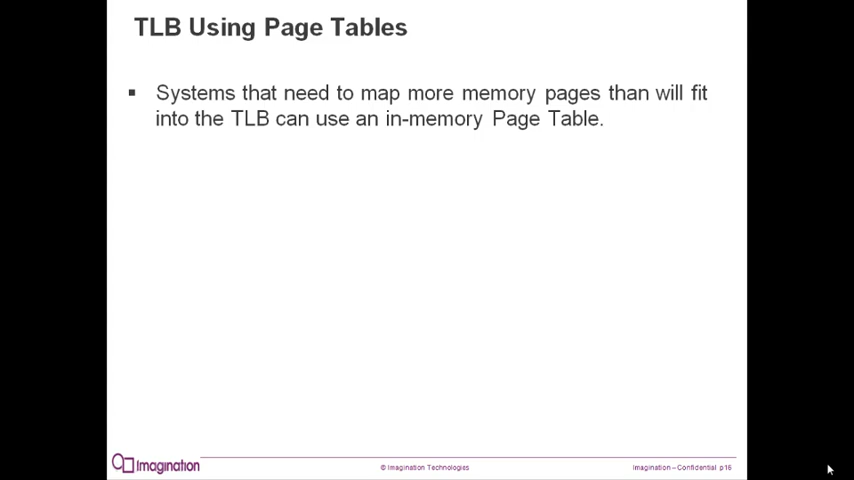 TLB Using Page Tables
▪ Systems that need to map more memory pages than will fit
into the TLB can use an in-memory Page Table.
Imagination
© Imagination Technologies
Imagination – Confidential p16